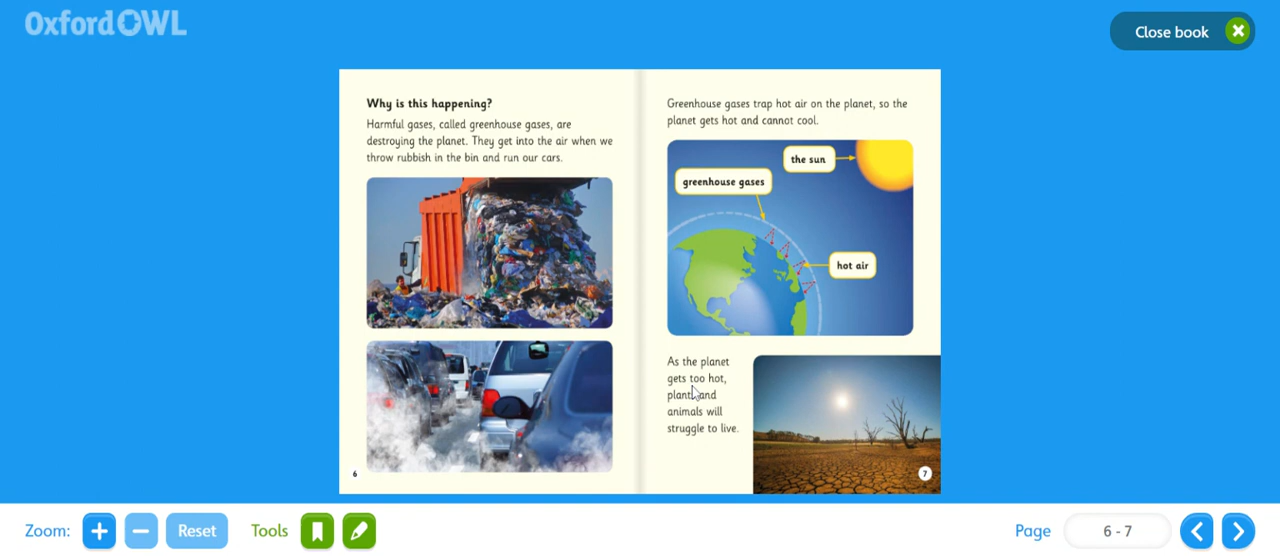 OxfordOWL
Close book
Why is this happening?
Harmful gases, called greenhouse gases, are
destroying the planet. They get into the air when we
throw rubbish in the bin and run our cars.
6
Greenhouse gases trap hot air on the planet, so the
planet gets hot and cannot cool.
the sun
greenhouse gases
hot air
As the planet
gets too hot,
plants and
animals will
struggle to live.
7
Zoom:
Reset
Tools
Page
6 - 7